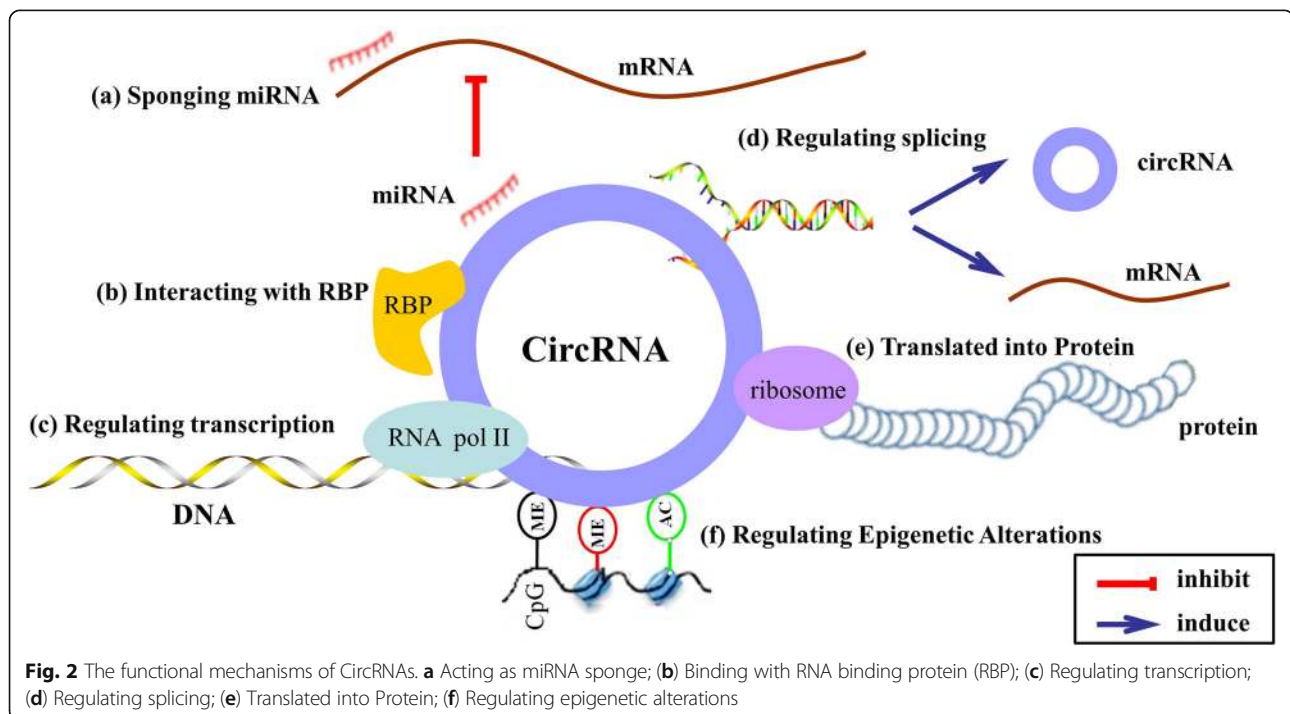 mRNA
(a) Sponging miRNA
(d) Regulating splicing
circRNA
miRNA
mRNA
(b) Interacting with RBP
RBP
CircRNA
(e) Translated into Protein
ribosome
(c) Regulating transcription
RNA pol II
protein
DNA
ME
ME
AC
(f) Regulating Epigenetic Alterations
CpG
inhibit
induce
Fig. 2 The functional mechanisms of CircRNAs. a Acting as miRNA sponge; (b) Binding with RNA binding protein (RBP); (c) Regulating transcription;
(d) Regulating splicing; (e) Translated into Protein; (f) Regulating epigenetic alterations